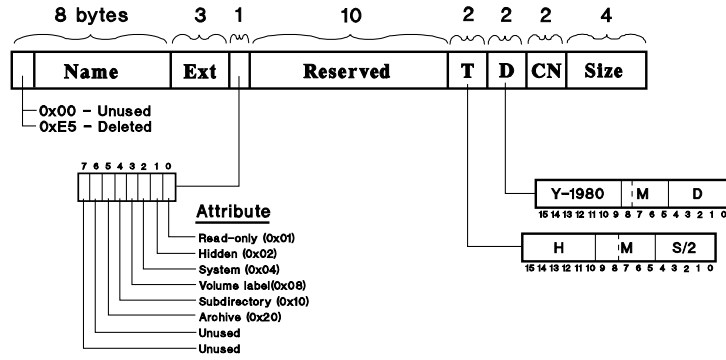 8 bytes 3 1 10 2 2 2 4
Name Ext Reserved T D CN Size
0x00 - Unused
0xE5 - Deleted
7 6 5 4 3 2 1 0
Attribute
Read-only (0x01)
Hidden (0x02)
System (0x04)
Volume label(0x08)
Subdirectory (0x10)
Archive (0x20)
Unused
Unused
Y-1980 M D
15 14 13 12 11 10 9 8 7 6 5 4 3 2 1 0
H M S/2
15 14 13 12 11 10 9 8 7 6 5 4 3 2 1 0